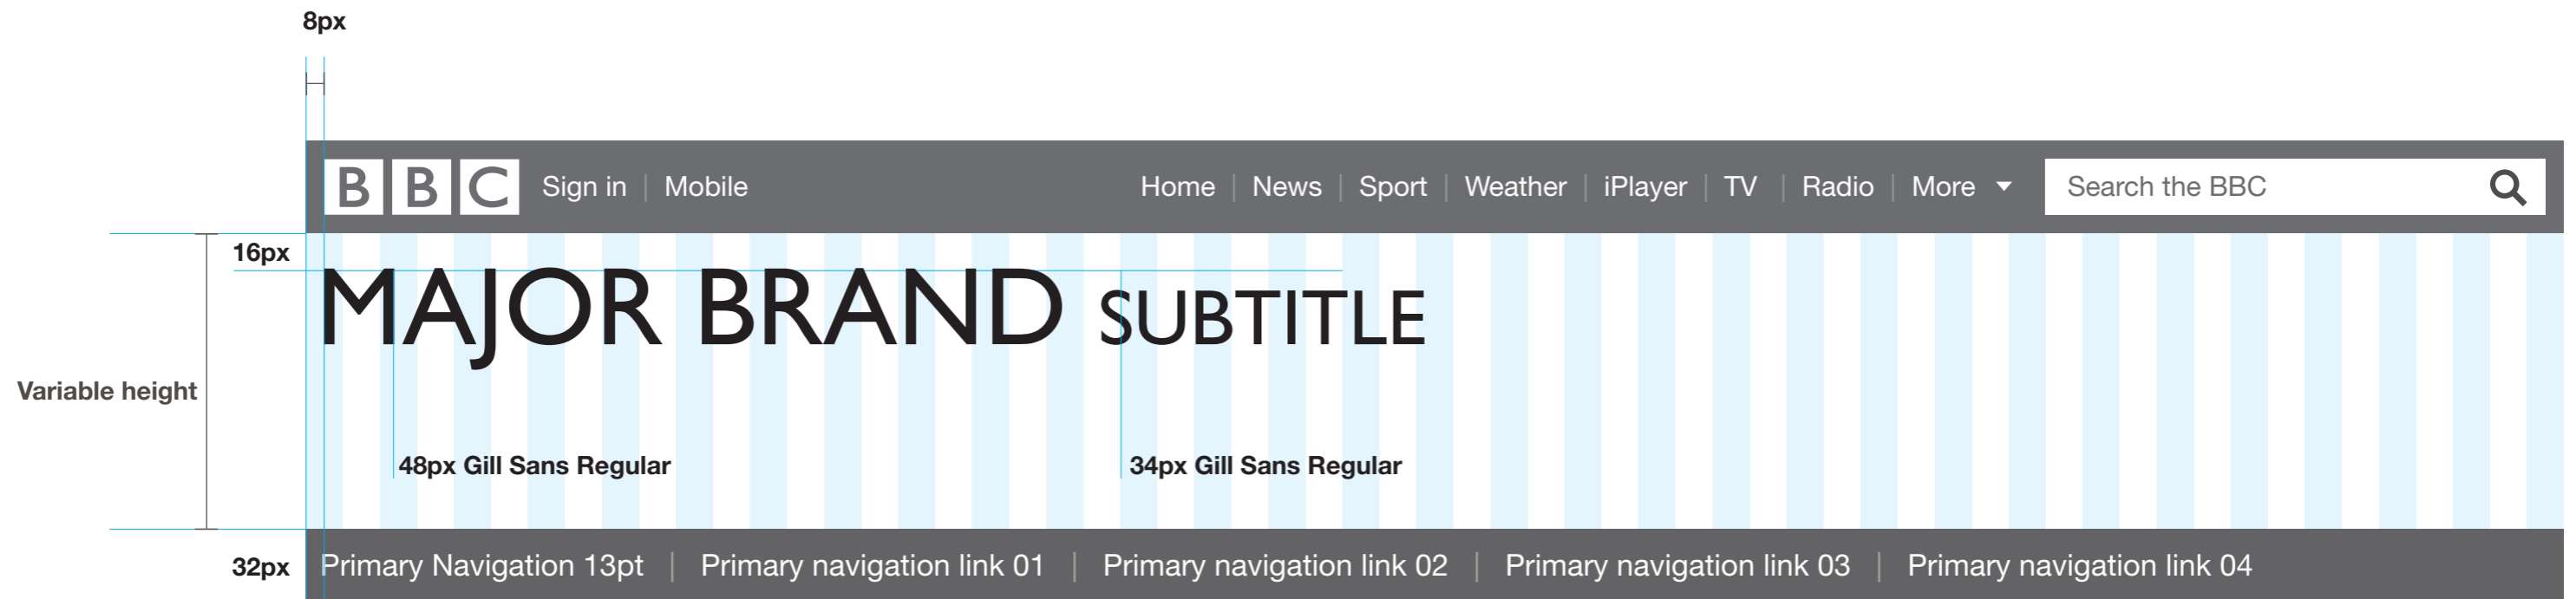 8px
BBC Sign in | Mobile Home | News | Sport | Weather | iPlayer | TV | Radio | More Search the BBC
16px
MAJOR BRAND SUBTITLE
Variable height
48px Gill Sans Regular 34px Gill Sans Regular
32px Primary Navigation 13pt | Primary navigation link 01 | Primary navigation link 02 | Primary navigation link 03 | Primary navigation link 04